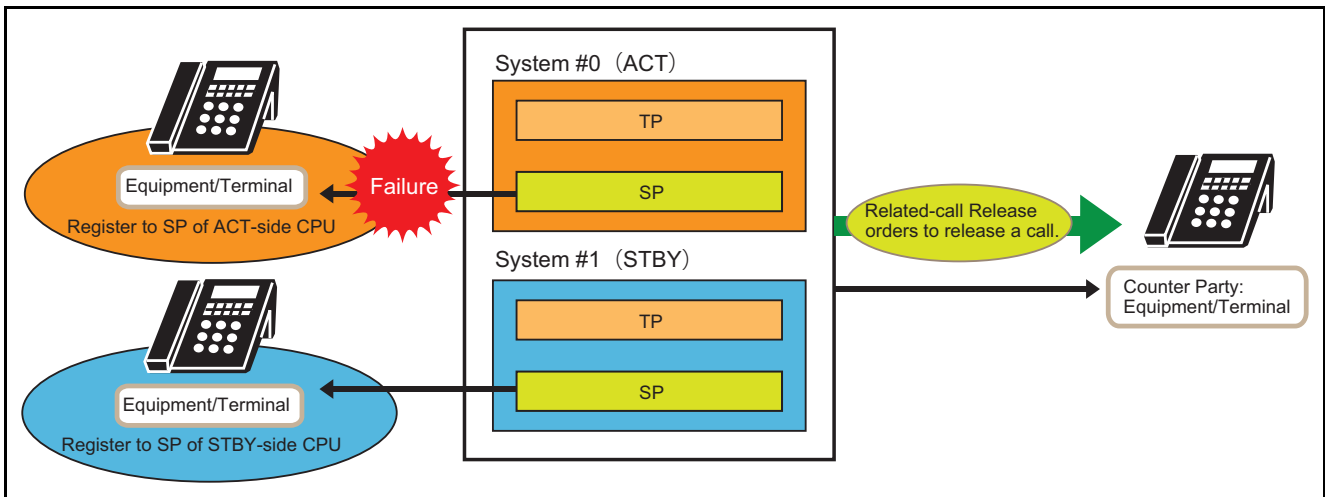 Equipment/Terminal
Register to SP of ACT-side CPU
Failure
System #0（ACT）
TP
SP
Related-call Release
orders to release a call.
Counter Party:
Equipment/Terminal
Equipment/Terminal
Register to SP of STBY-side CPU
System #1（STBY）
TP
SP